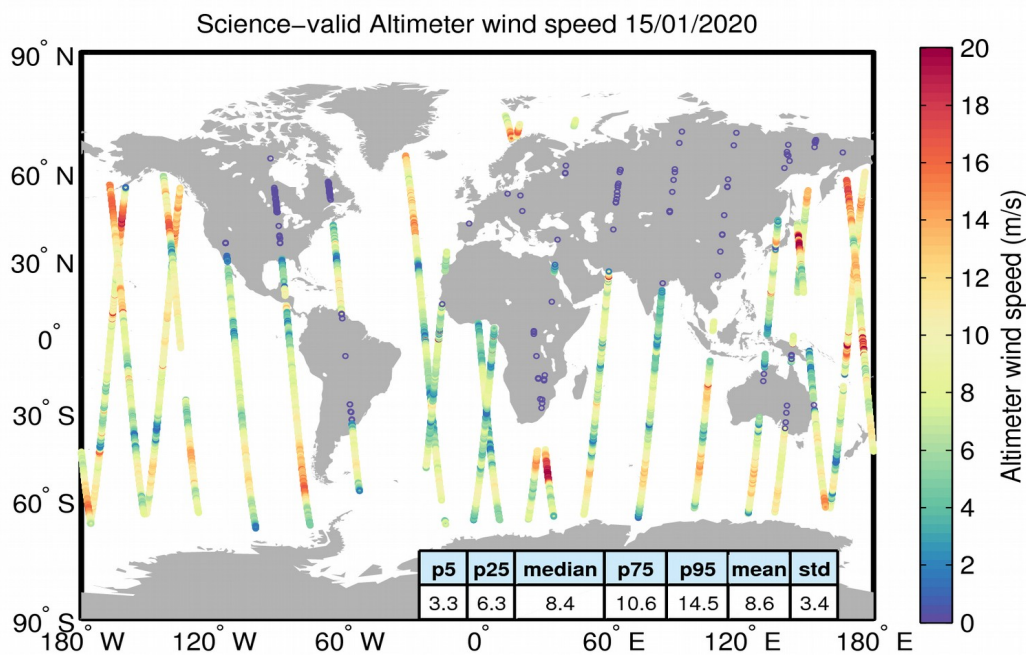 Science−valid Altimeter wind speed 15/01/2020
90° N
60° N
30° N
0°
30° S
60° S
90° S
180° W
120° W
60° W
0°
60° E
120° E
180° E
p5 p25 median p75 p95 mean std
3.3 6.3 8.4 10.6 14.5 8.6 3.4
20
18
16
14
12
10
8
6
4
2
0
Altimeter wind speed (m/s)